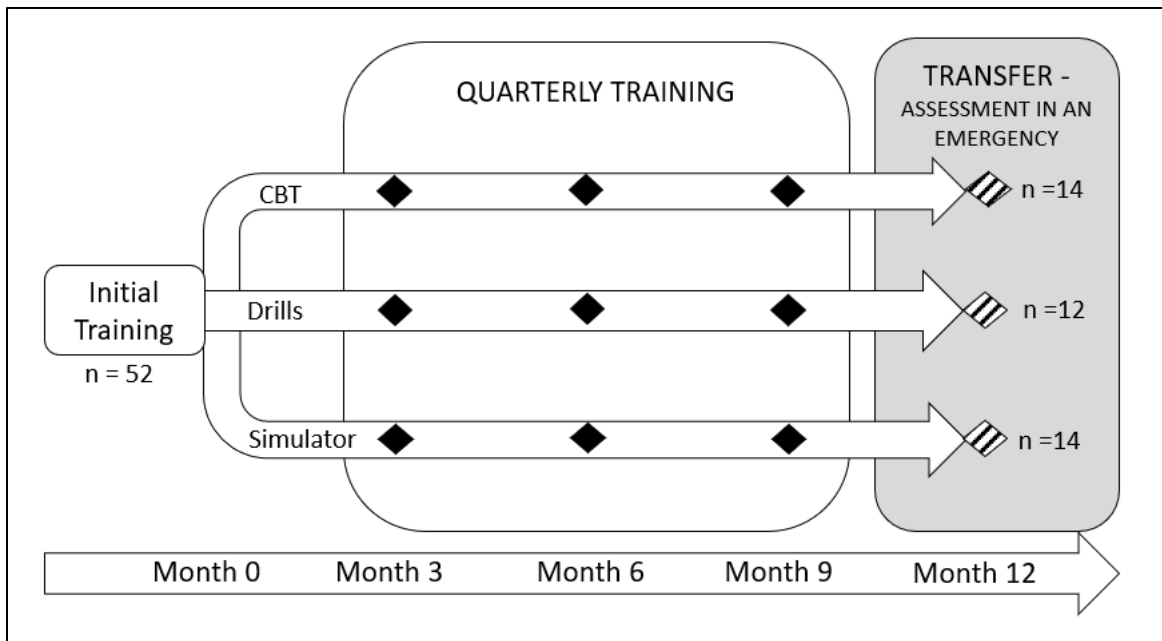 QUARTERLY TRAINING
TRANSFER -
ASSESSMENT IN AN
EMERGENCY
CBT
n =14
Initial
Training
n = 52
Drills
n =12
Simulator
n =14
Month 0
Month 3
Month 6
Month 9
Month 12